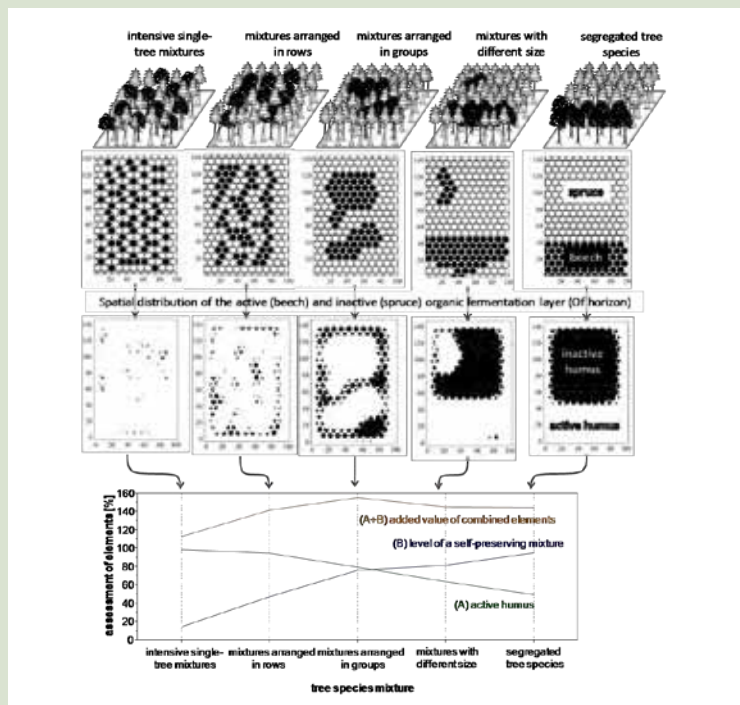 intensive single-
tree mixtures
mixtures arranged
in rows
mixtures arranged
in groups
mixtures with
different size
segregated tree
species
spruce
beech
Spatial distribution of the active (beech) and inactive (spruce) organic fermentation layer (Of horizon)
inactive
humus
active humus
assessment of elements [%]
160
140
120
100
80
60
40
20
0
(A+B) added value of combined elements
(B) level of a self-preserving mixture
(A) active humus
intensive single-
tree mixtures
mixtures arranged
in rows
mixtures arranged
in groups
mixtures with
different size
segregated
tree species
tree species mixture